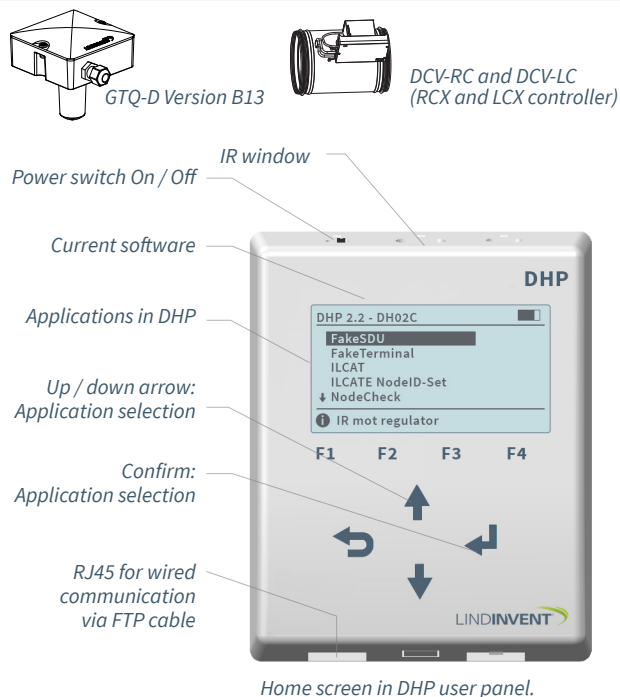 GTQ-D Version B13
DCV-RC and DCV-LC
(RCX and LCX controller)
IR window
Power switch On / Off
Current software
Applications in DHP
Up / down arrow:
Application selection
Confirm:
Application selection
RJ45 for wired
communication
via FTP cable
DHP
DHP 2.2 - DH02C
FakeSDU
FakeTerminal
ILCAT
ILCATE NodeID-Set
NodeCheck
IR mot regulator
F1 F2 F3 F4
LINDINVENT
Home screen in DHP user panel.